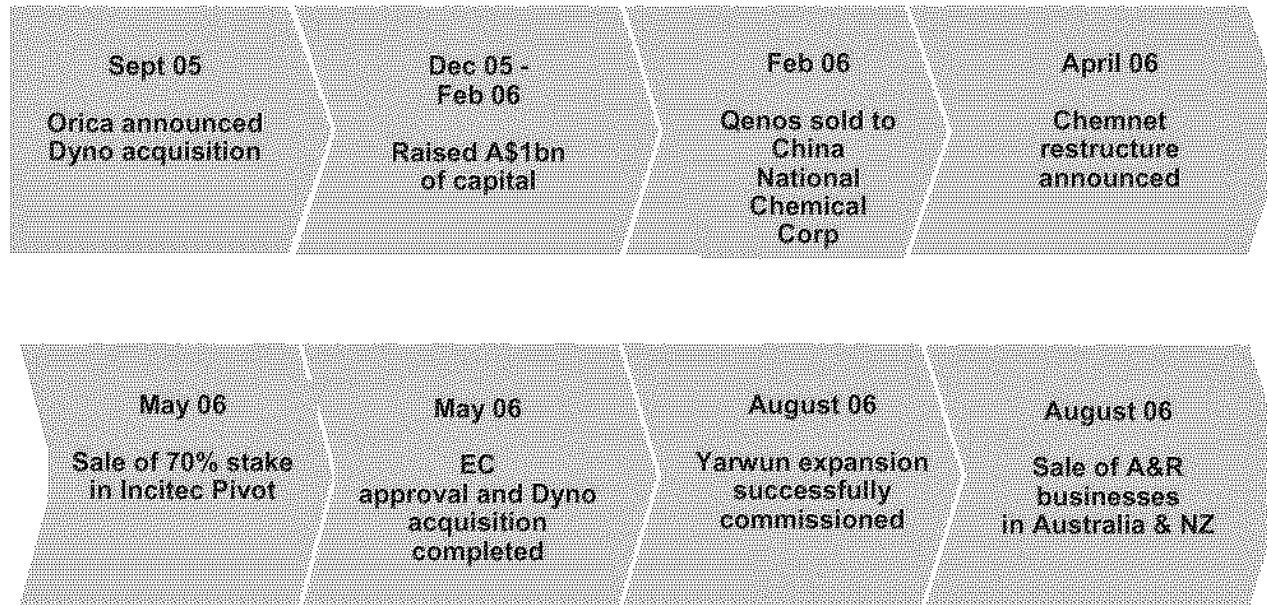 Sept 05
Orica announced
Dyno acquisition
Dec 05 -
Feb 06
Raised A$1bn
of capital
Feb 06
Qenos sold to
China
National
Chemical
Corp
April 06
Chemnet
restructure
announced
May 06
Sale of 70% stake
in Incitec Pivot
May 06
EC
approval and Dyno
acquisition
completed
August 06
Yarwun expansion
successfully
commissioned
August 06
Sale of A&R
businesses
in Australia & NZ